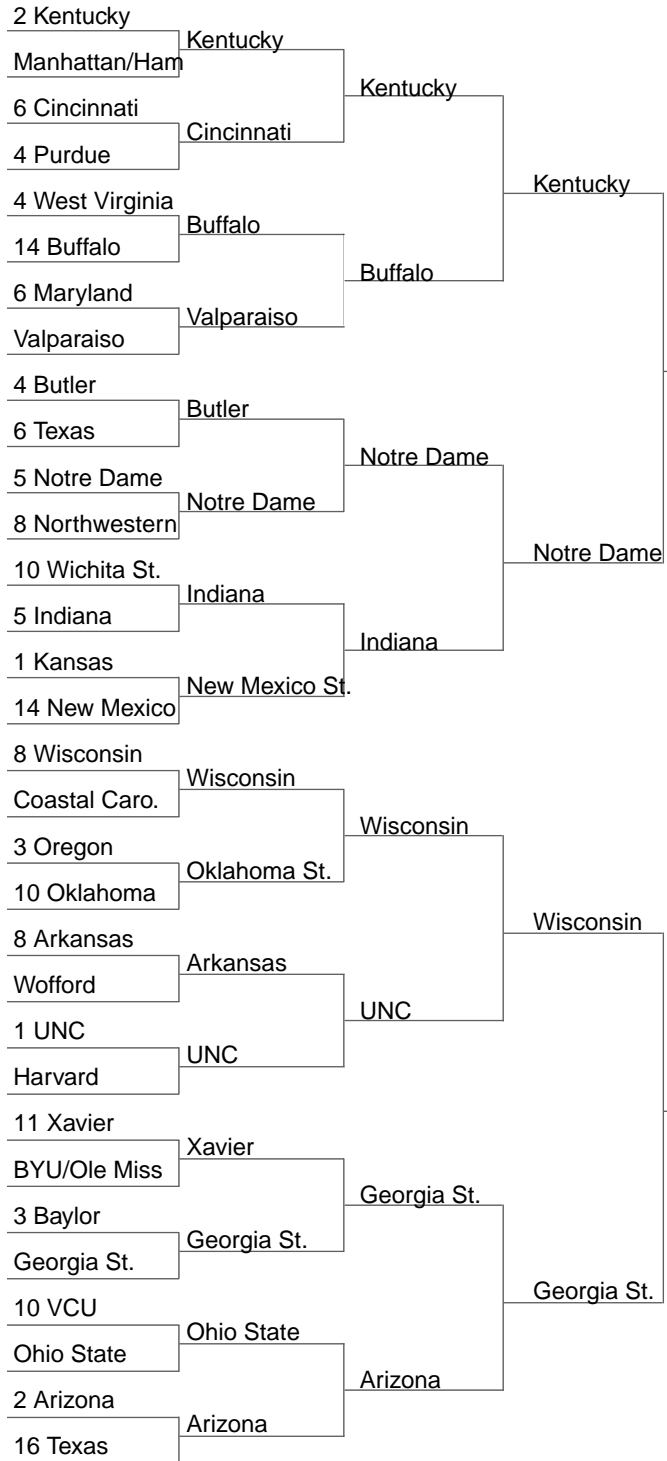 2 Kentucky
Manhattan/Ham
6 Cincinnati
4 Purdue
4 West Virginia
14 Buffalo
6 Maryland
Valparaiso
4 Butler
6 Texas
5 Notre Dame
8 Northwestern
10 Wichita St.
5 Indiana
1 Kansas
14 New Mexico
8 Wisconsin
Coastal Caro.
3 Oregon
10 Oklahoma
8 Arkansas
Wofford
1 UNC
Harvard
11 Xavier
BYU/Ole Miss
3 Baylor
Georgia St.
10 VCU
Ohio State
2 Arizona
16 Texas
Kentucky
Cincinnati
Buffalo
Valparaiso
Butler
Notre Dame
Indiana
New Mexico St.
Wisconsin
Oklahoma St.
Arkansas
UNC
Xavier
Georgia St.
Ohio State
Arizona
Kentucky
Buffalo
Notre Dame
Indiana
Wisconsin
UNC
Georgia St.
Arizona
Kentucky
Notre Dame
Wisconsin
Georgia St.